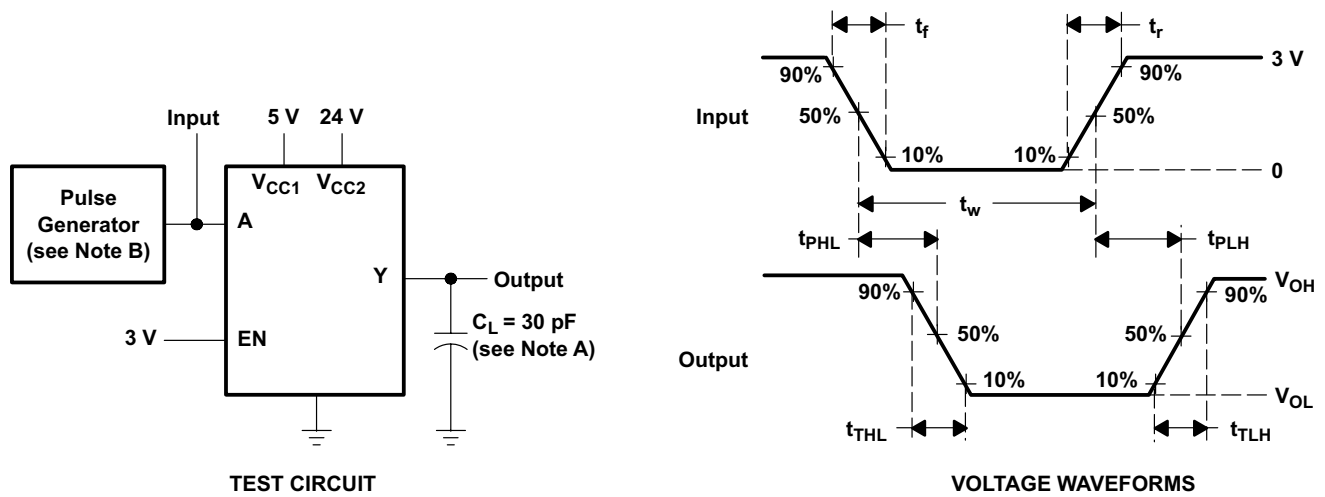 Input
5 V 24 V
VCC1 VCC2
Pulse
Generator
(see Note B)
A
Y
Output
CL = 30 pF
(see Note A)
3 V
EN
TEST CIRCUIT
tf
tr
3 V
90%
90%
Input
50%
50%
10%
10%
0
tw
tPHL
tPLH
VOH
90%
90%
50%
50%
Output
10%
10%
VOL
tTHL
tTLH
VOLTAGE WAVEFORMS